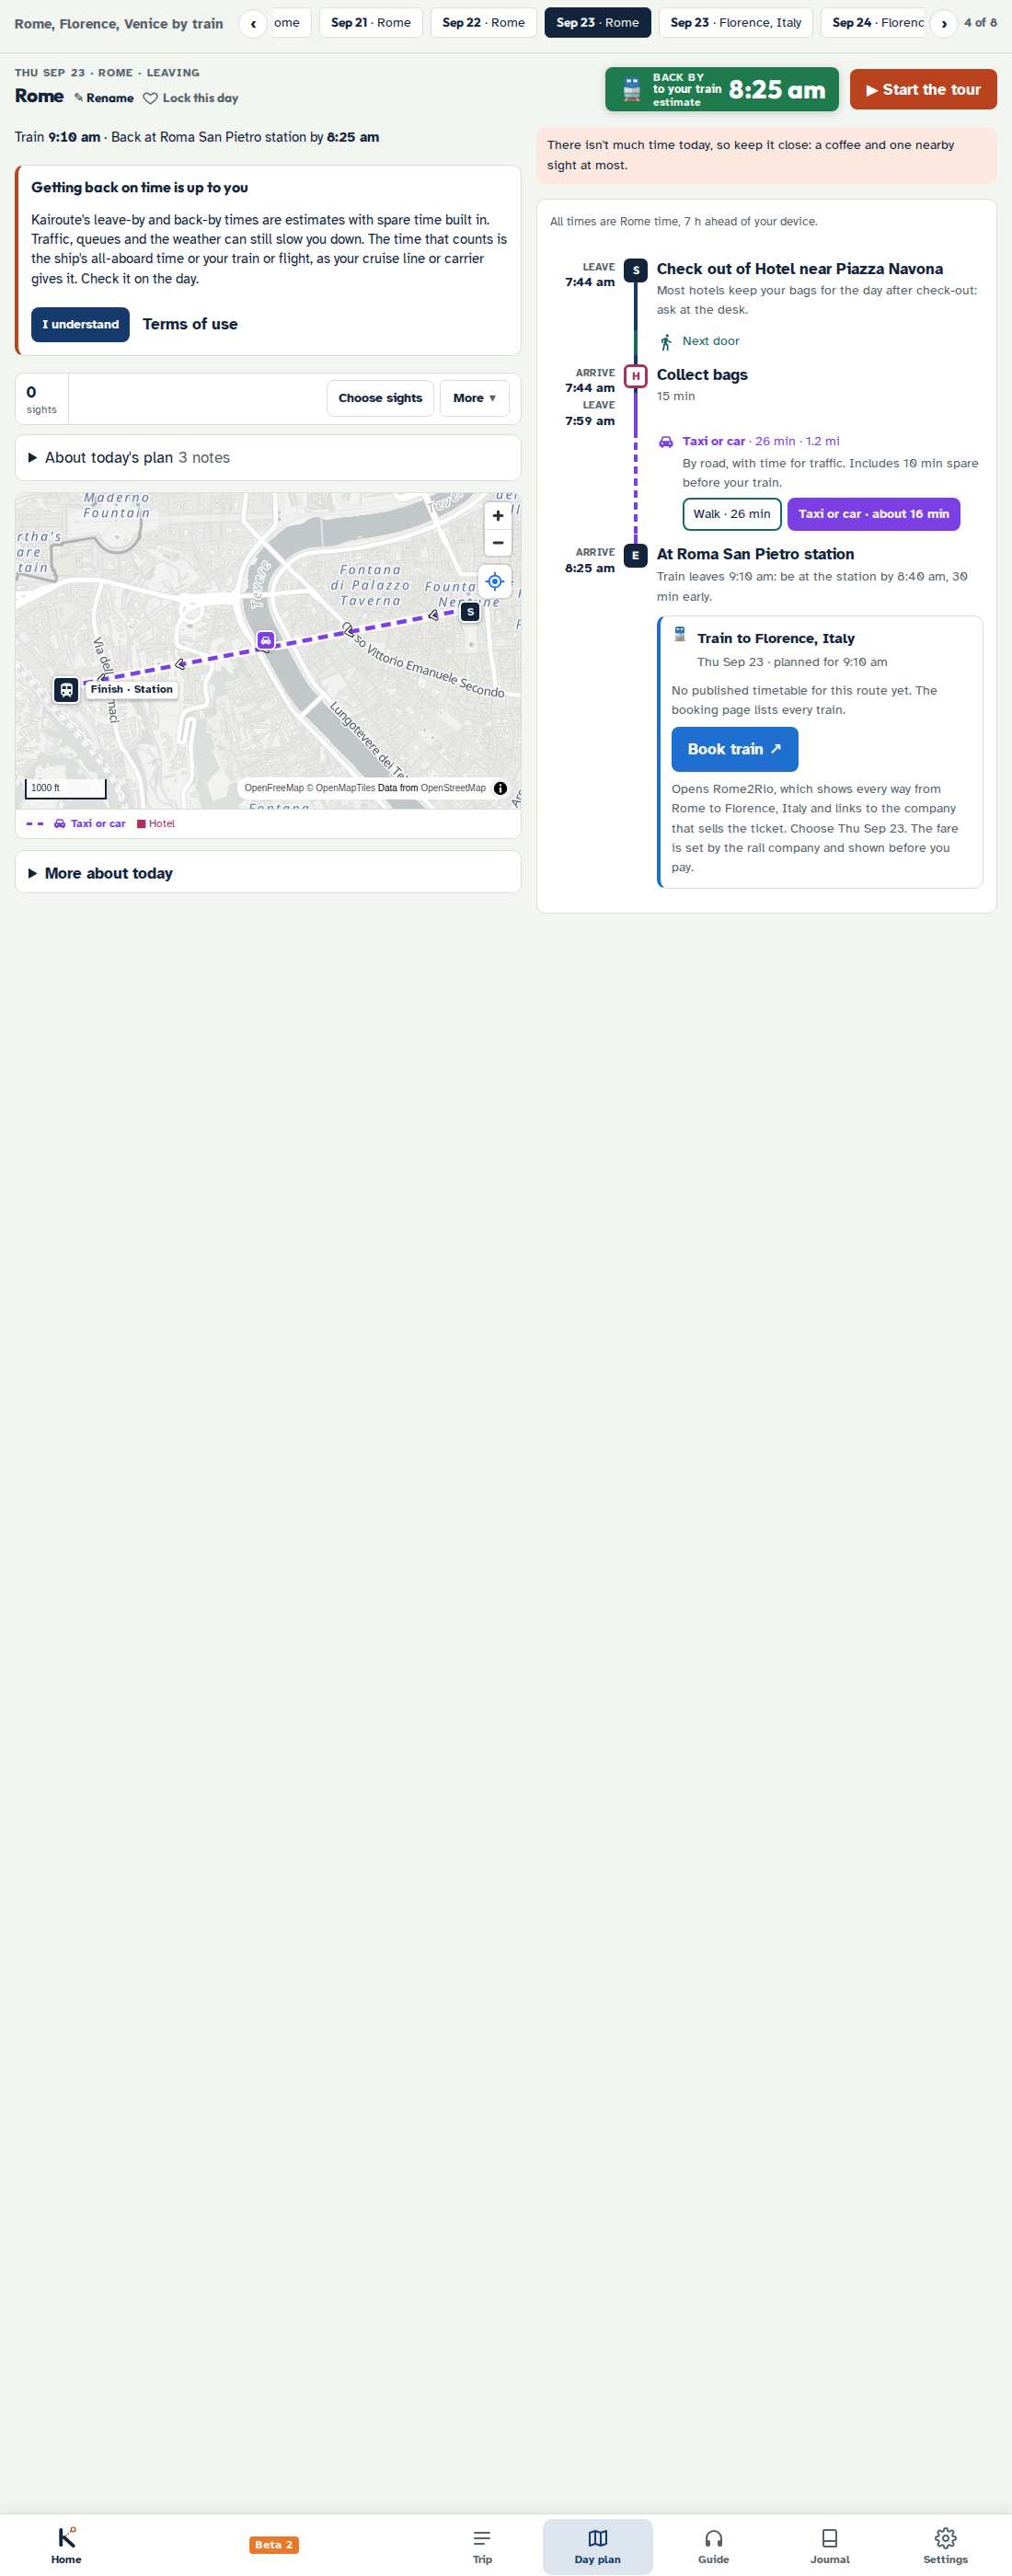 Rome, Florence, Venice by train
ome
Sep 21 · Rome
Sep 22 · Rome
Sep 23 · Rome
Sep 23 · Florence, Italy
Sep 24 · Florenc
4 of 8
THU SEP 23 · ROME · LEAVING
Rome
Rename
Lock this day
BACK BY
to your train
estimate
8:25 am
Start the tour
Train 9:10 am · Back at Roma San Pietro station by 8:25 am
Getting back on time is up to you
Kairoute's leave-by and back-by times are estimates with spare time built in.
Traffic, queues and the weather can still slow you down. The time that counts is
the ship's all-aboard time or your train or flight, as your cruise line or carrier
gives it. Check it on the day.
I understand
Terms of use
0
sights
Choose sights
More
About today's plan 3 notes
Maderno
Fountain
rtha's
are
tain
Tevere
Fontana
di Palazzo
Taverna
Corso Vittorio Emanuele Secondo
S
Finish · Station
1000 ft
OpenFreeMap © OpenMapTiles Data from OpenStreetMap
Fontana
Taxi or car
Hotel
More about today
There isn't much time today, so keep it close: a coffee and one nearby
sight at most.
All times are Rome time, 7 h ahead of your device.
LEAVE
7:44 am
S
Check out of Hotel near Piazza Navona
Most hotels keep your bags for the day after check-out:
ask at the desk.
Next door
ARRIVE
7:44 am
LEAVE
7:59 am
H
Collect bags
15 min
Taxi or car · 26 min · 1.2 mi
By road, with time for traffic. Includes 10 min spare
before your train.
Walk · 26 min
Taxi or car · about 16 min
ARRIVE
8:25 am
E
At Roma San Pietro station
Train leaves 9:10 am: be at the station by 8:40 am, 30
min early.
Train to Florence, Italy
Thu Sep 23 · planned for 9:10 am
No published timetable for this route yet. The
booking page lists every train.
Book train ↗
Opens Rome2Rio, which shows every way from
Rome to Florence, Italy and links to the company
that sells the ticket. Choose Thu Sep 23. The fare
is set by the rail company and shown before you
pay.
Home
Beta 2
Trip
Day plan
Guide
Journal
Settings